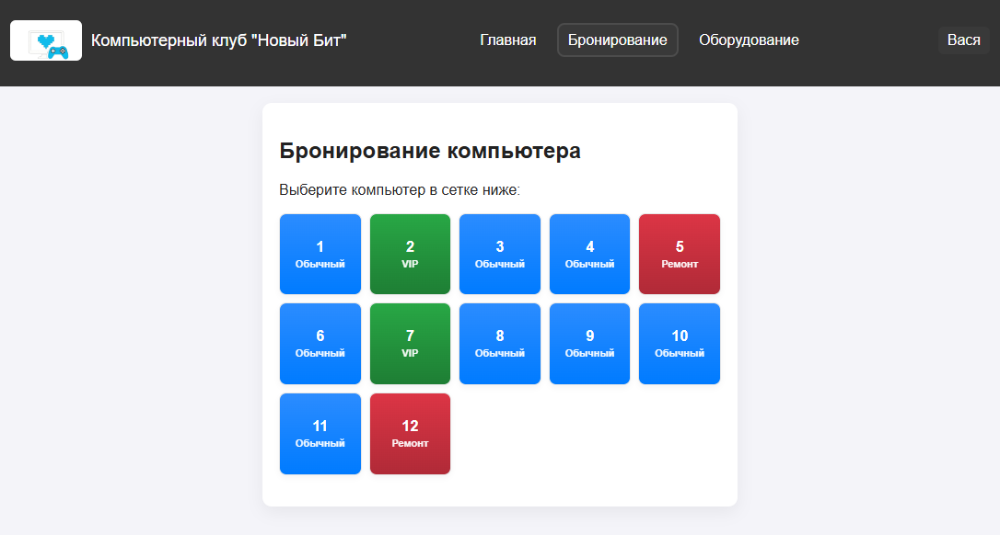 Компьютерный клуб "Новый Бит"
Главная
Бронирование
Оборудование
Вася
Бронирование компьютера
Выберите компьютер в сетке ниже:
1
Обычный
2
VIP
3
Обычный
4
Обычный
5
Ремонт
6
Обычный
7
VIP
8
Обычный
9
Обычный
10
Обычный
11
Обычный
12
Ремонт